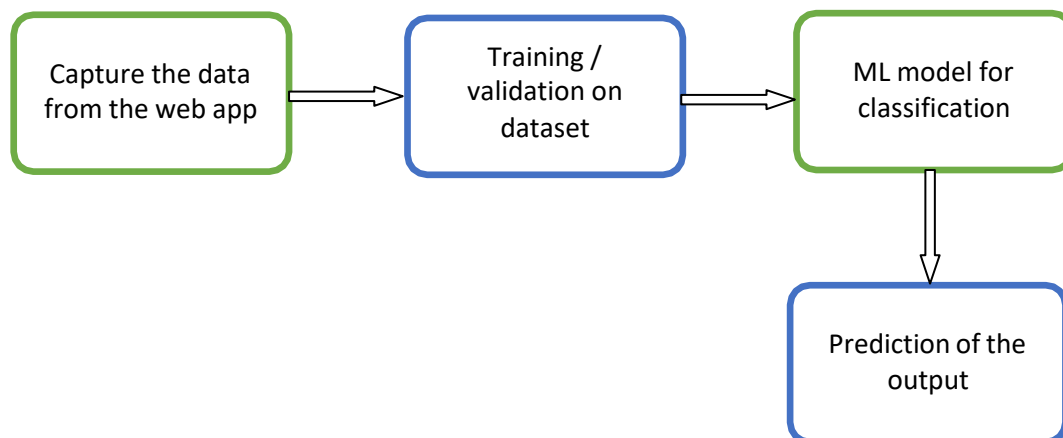 Capture the data
from the web app
Training /
validation on
dataset
ML model for
classification
Prediction of the
output